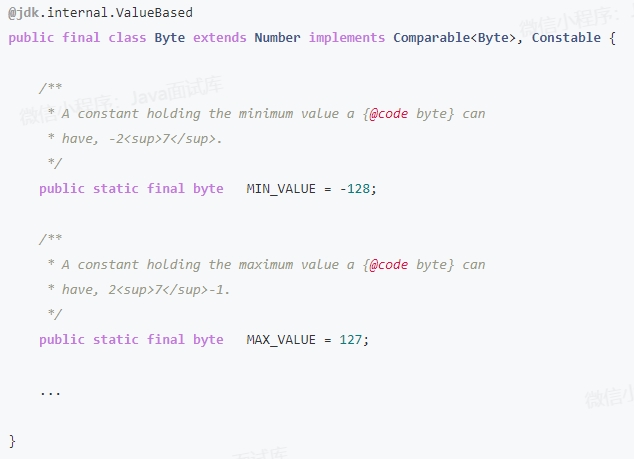 @jdk.internal.ValueBased
public final class Byte extends Number implements Comparable<Byte>, Constable {
/**
* A constant holding the minimum value a {@code byte} can
* have, -2<sup>7</sup>.
*/
public static final byte   MIN_VALUE = -128;
/**
* A constant holding the maximum value a {@code byte} can
* have, 2<sup>7</sup>-1.
*/
public static final byte   MAX_VALUE = 127;
...
}
微信小程序：
微信小程序：Java面试库
微信小
面试库